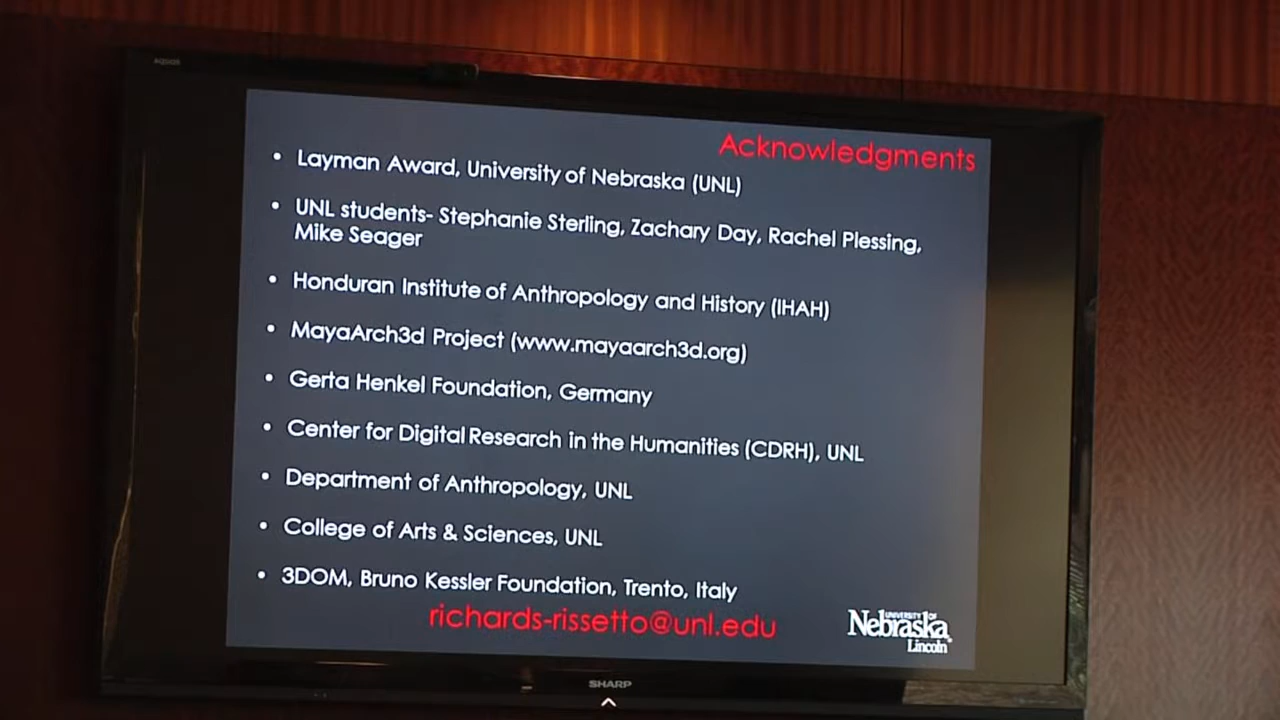 Acknowledgments
• Layman Award, University of Nebraska (UNL)
• UNL students- Stephanie Sterling, Zachary Day, Rachel Plessing,
Mike Seager
• Honduran Institute of Anthropology and History (IHAH)
• MayaArch3d Project (www.mayaarch3d.org)
• Gerta Henkel Foundation, Germany
• Center for Digital Research in the Humanities (CDRH), UNL
• Department of Anthropology, UNL
• College of Arts & Sciences, UNL
• 3DOM, Bruno Kessler Foundation, Trento, Italy
richards-rissetto@unl.edu
UNIVERSITY OF
Nebraska
Lincoln
SHARP